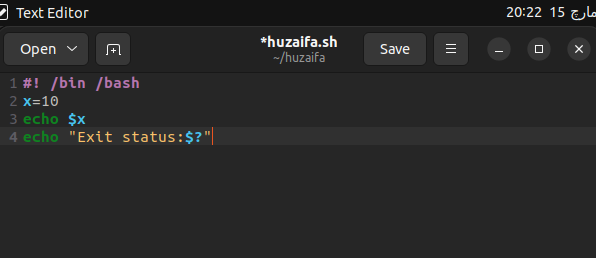 Text Editor
20:22 15 مارچ
Open
*huzaifa.sh
~/huzaifa
Save
1 #! /bin /bash
2 x=10
3 echo $x
4 echo "Exit status:$?"